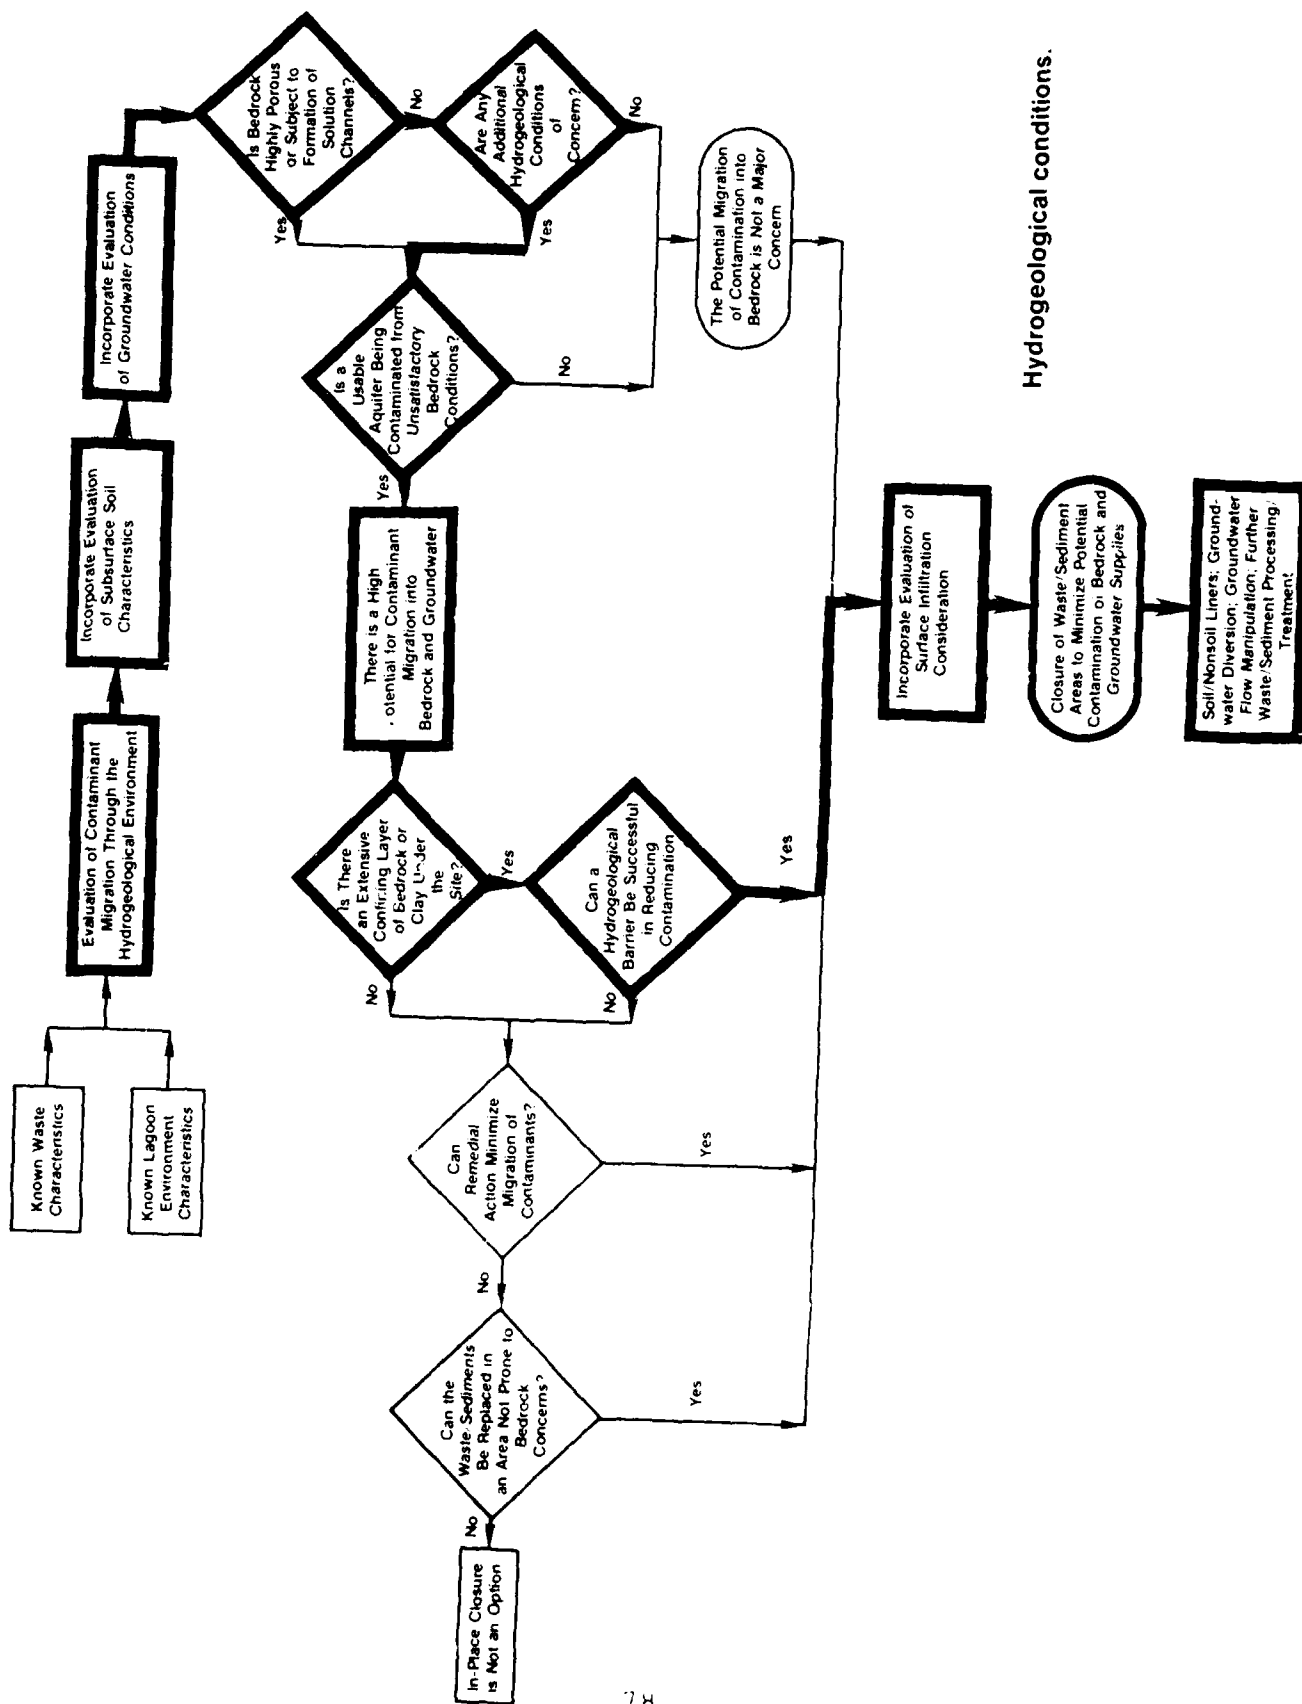 Known Waste
Characteristics
Known Lagoon
Environment
Characteristics
Evaluation of Contaminant
Migration Through the
Hydrogeological Environment
Incorporate Evaluation
of Subsurface Soil
Characteristics
Incorporate Evaluation
of Groundwater Conditions
Is Bedrock
Highly Porous
or Subject to
Formation of
Solution
Channels?
Yes
No
Are Any
Additional
Hydrogeological
Conditions
of
Concern?
Yes
No
Is a
Usable
Aquifer Being
Contaminated from
Unsatisfactory
Bedrock
Conditions?
Yes
No
The Potential Migration
of Contamination into
Bedrock is Not a Major
Concern
There is a High
otential for Contaminant
Migration into
Bedrock and Groundwater
Is There
an Extensive
Confining Layer
of Bedrock or
Clay Under
the
Site?
No
Yes
Can a
Hydrogeological
Barrier Be Successful
in Reducing
Contamination
No
Yes
Can
Remedial
Action Minimize
Migration of
Contaminants?
No
Yes
Can the
Waste/Sediments
Be Replaced in
an Area Not Prone to
Bedrock
Concerns?
No
Yes
In-Place Closure
is Not an Option
Incorporate Evaluation of
Surface Infiltration
Consideration
Closure of Waste/Sediment
Areas to Minimize Potential
Contamination of Bedrock and
Groundwater Supplies
Soil/Nonsoil Liners; Ground-
water Diversion; Groundwater
Flow Manipulation; Further
Waste/Sediment Processing/
Treatment
Hydrogeological conditions.